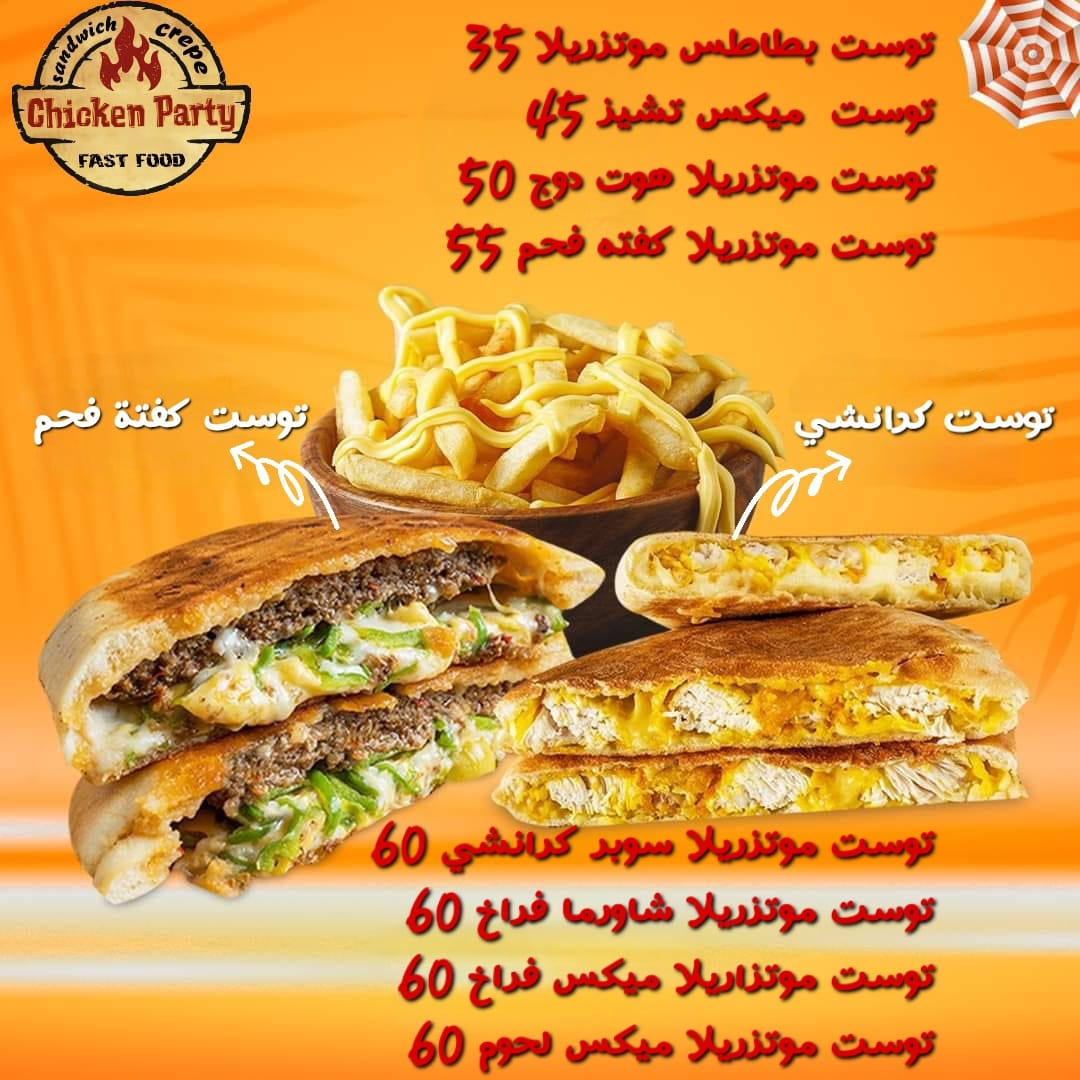 sandwich crepe
Chicken Party
FAST FOOD
توست بطاطس موتزريلا 35
توست ميكس تشيز 45
توست موتزريلا هوت دوج 50
توست موتزريلا كفته فحم 55
توست كرانشي
توست كفتة فحم
توست موتزريلا سوبر كرانشي 60
توست موتزريلا شاورما فراخ 60
توست موتزاريلا ميكس فراخ 60
توست موتزريلا ميكس لحوم 60